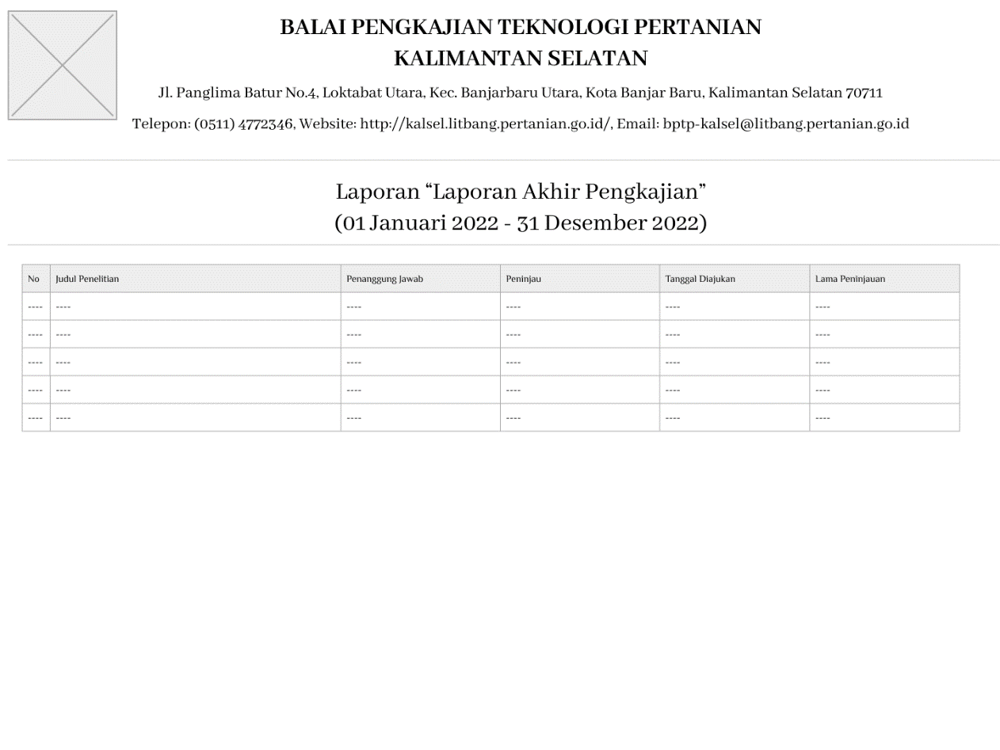 BALAI PENGKAJIAN TEKNOLOGI PERTANIAN
KALIMANTAN SELATAN
Jl. Panglima Batur No.4, Loktabat Utara, Kec. Banjarbaru Utara, Kota Banjar Baru, Kalimantan Selatan 70711
Telepon: (0511) 4772346, Website: http://kalsel.litbang.pertanian.go.id/, Email: bptp-kalsel@litbang.pertanian.go.id
Laporan “Laporan Akhir Pengkajian”
(01 Januari 2022 - 31 Desember 2022)
No Judul Penelitian Penanggung Jawab Peninjau Tanggal Diajukan Lama Peninjauan
---- ---- ---- ---- ---- ----
---- ---- ---- ---- ---- ----
---- ---- ---- ---- ---- ----
---- ---- ---- ---- ---- ----
---- ---- ---- ---- ---- ----